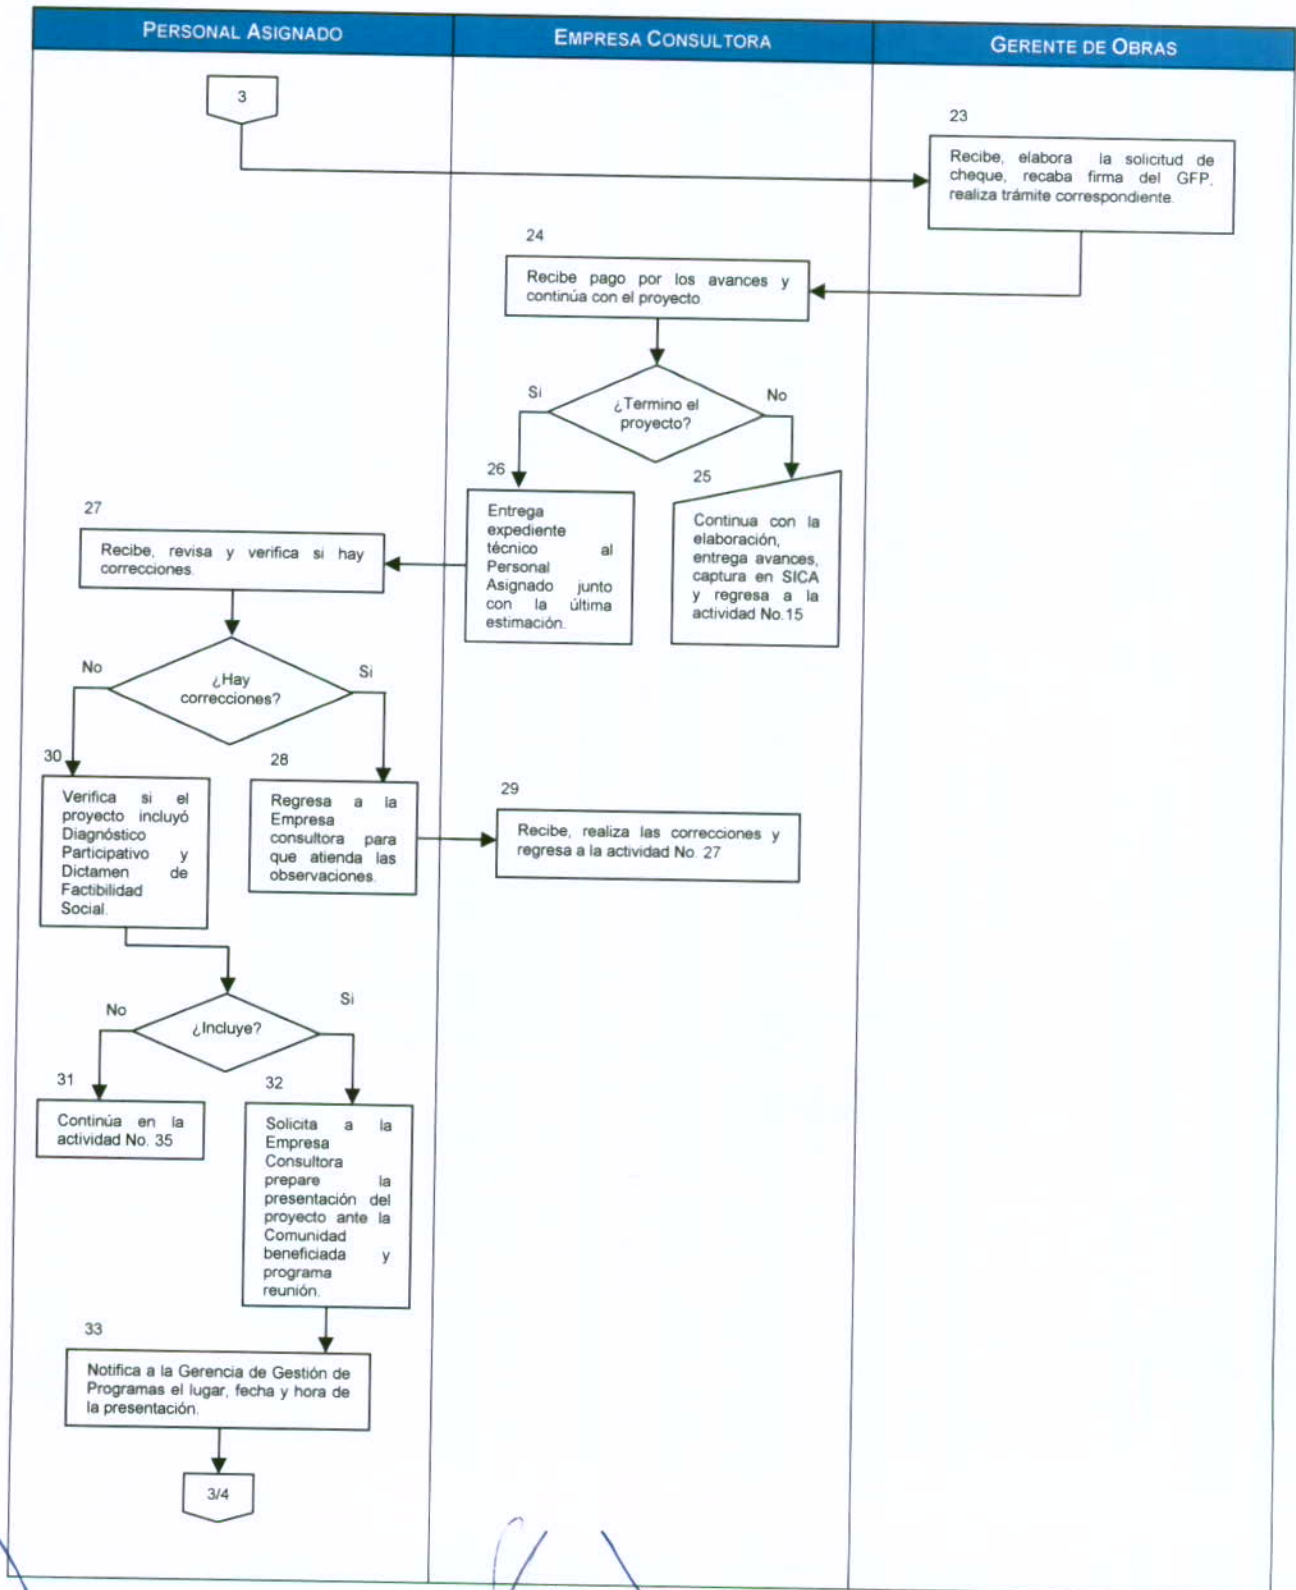 PERSONAL ASIGNADO
EMPRESA CONSULTORA
GERENTE DE OBRAS
3
23
Recibe, elabora la solicitud de
cheque, recaba firma del GFP,
realiza trámite correspondiente.
24
Recibe pago por los avances y
continúa con el proyecto
¿Termino el
proyecto?
Si
No
26
Entrega
expediente
técnico al
Personal
Asignado junto
con la última
estimación.
25
Continua con la
elaboración,
entrega avances,
captura en SICA
y regresa a la
actividad No.15
27
Recibe, revisa y verifica si hay
correcciones.
¿Hay
correcciones?
No
Si
30
Verifica si el
proyecto incluyó
Diagnóstico
Participativo y
Dictamen de
Factibilidad
Social.
28
Regresa a la
Empresa
consultora para
que atienda las
observaciones.
29
Recibe, realiza las correcciones y
regresa a la actividad No. 27
¿Incluye?
No
Si
31
Continúa en la
actividad No. 35
32
Solicita a la
Empresa
Consultora
prepare la
presentación del
proyecto ante la
Comunidad
beneficiada y
programa
reunión.
33
Notifica a la Gerencia de Gestión de
Programas el lugar, fecha y hora de
la presentación.
3/4